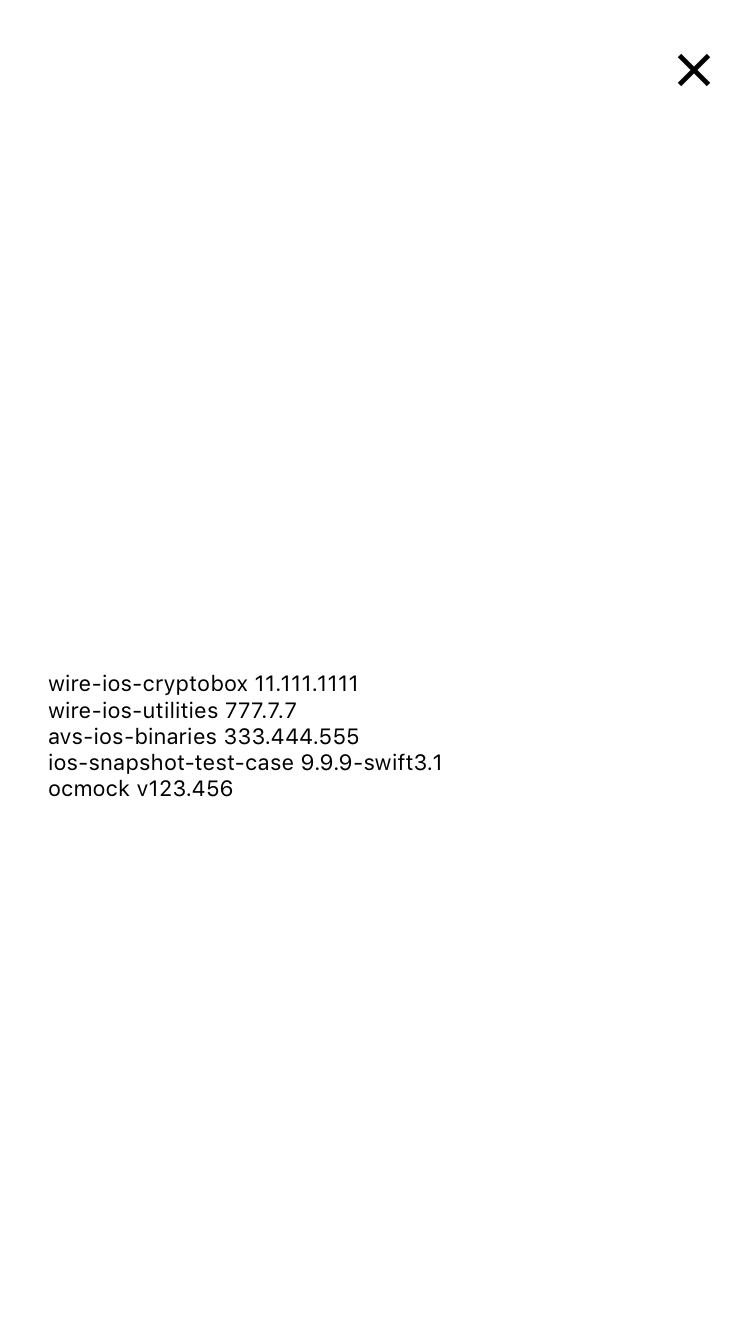 wire-ios-cryptobox 11.111.1111
wire-ios-utilities 777.7.7
avs-ios-binaries 333.444.555
ios-snapshot-test-case 9.9.9-swift3.1
ocmock v123.456